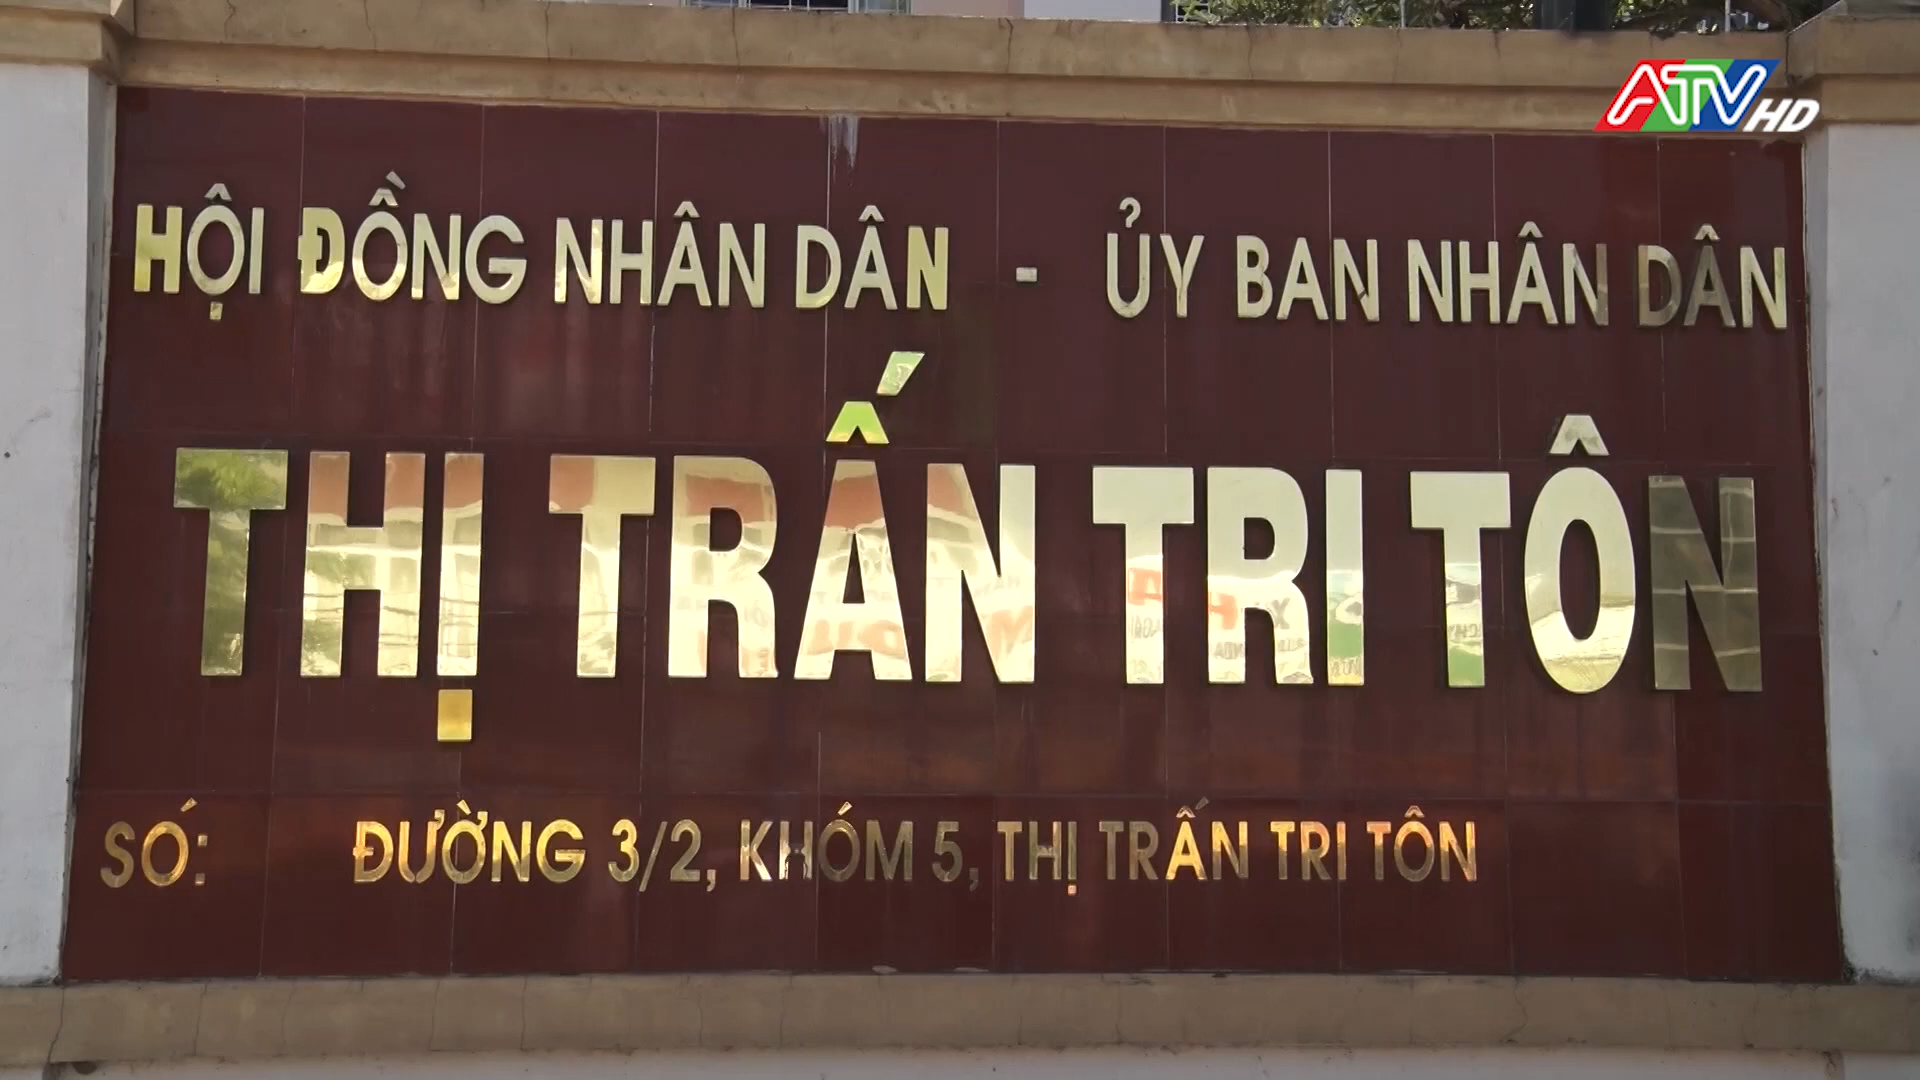 ATV HD
HỘI ĐỒNG NHÂN DÂN - ỦY BAN NHÂN DÂN
THỊ TRẤN TRI TÔN
SỐ: ĐƯỜNG 3/2, KHÓM 5, THỊ TRẤN TRI TÔN